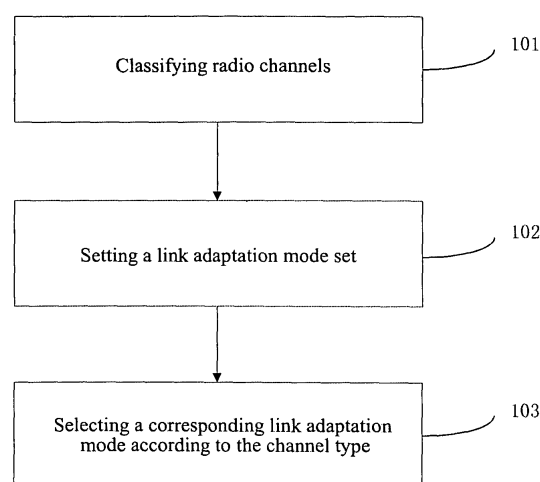 Classifying radio channels
101
Setting a link adaptation mode set
102
Selecting a corresponding link adaptation
mode according to the channel type
103